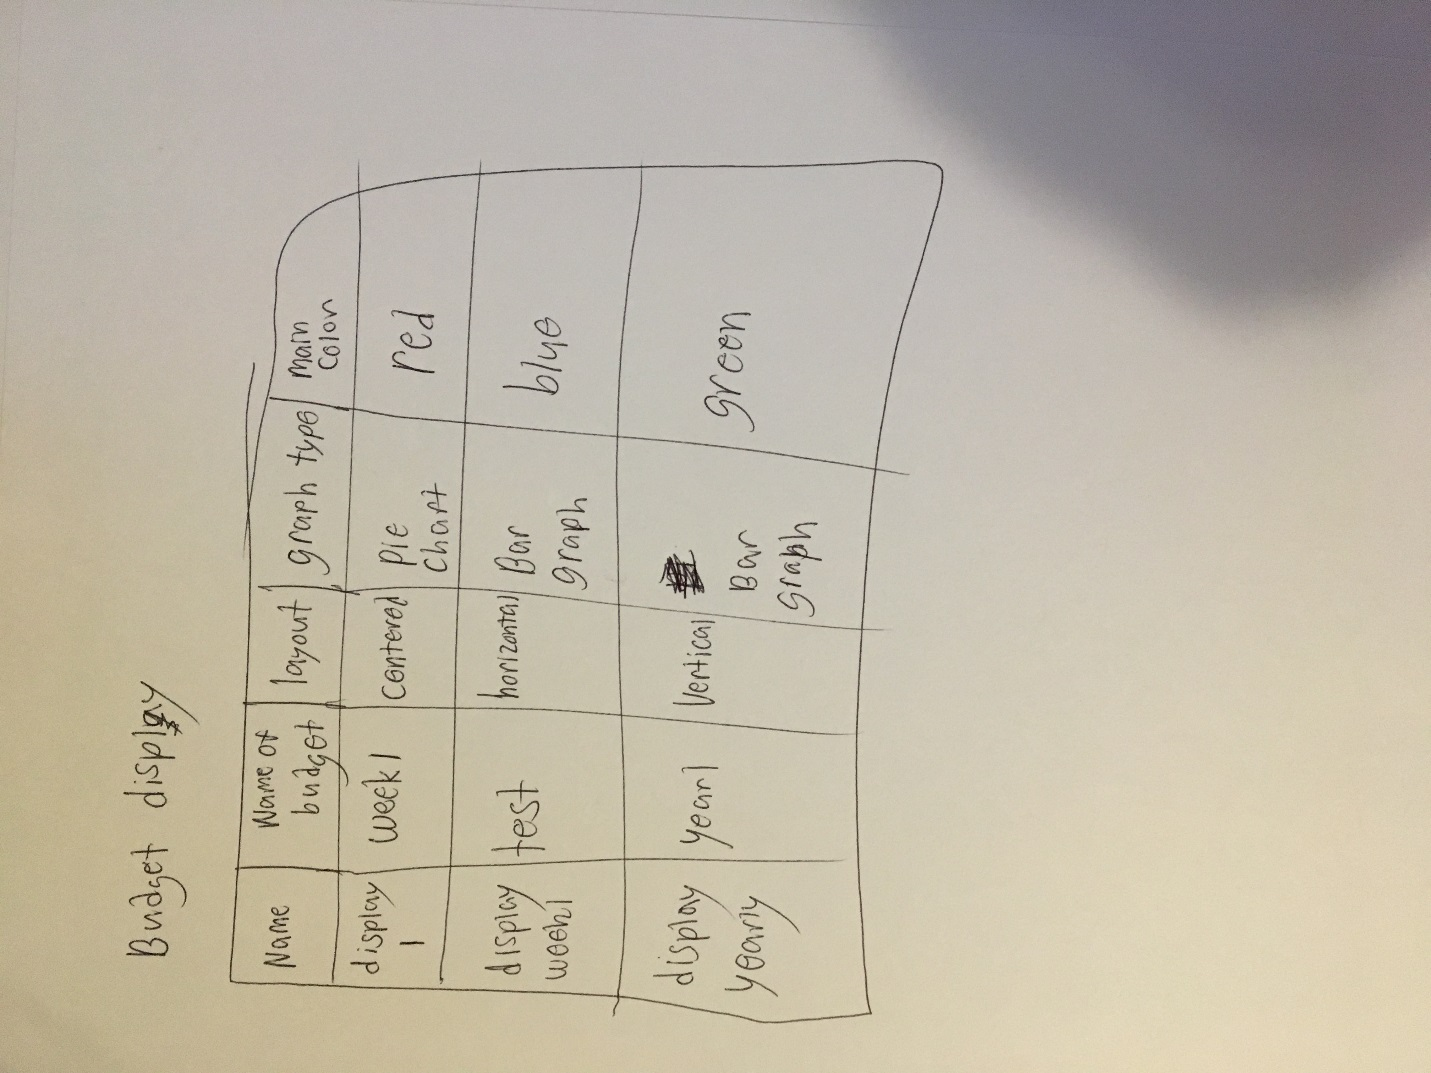 Budget display
Name
Name of
budget
layout
graph type
main
color
display
1
week1
centered
pie
chart
red
display
week1
test
horizontal
Bar
graph
blue
display
yearly
year1
Vertical
Bar
graph
green